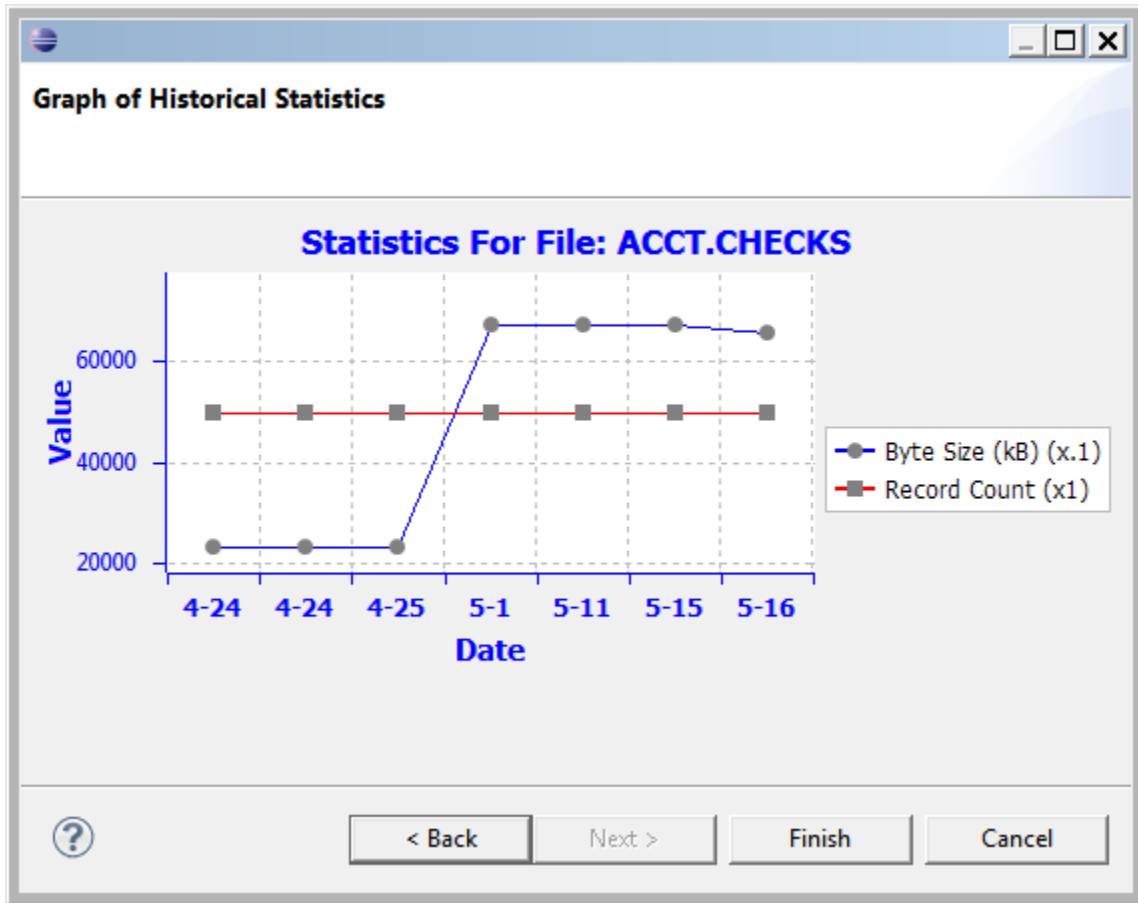 Graph of Historical Statistics
Statistics For File: ACCT.CHECKS
Value
60000
40000
20000
4-24 4-24 4-25 5-1 5-11 5-15 5-16
Date
Byte Size (kB) (x.1)
Record Count (x1)
? < Back Next > Finish Cancel